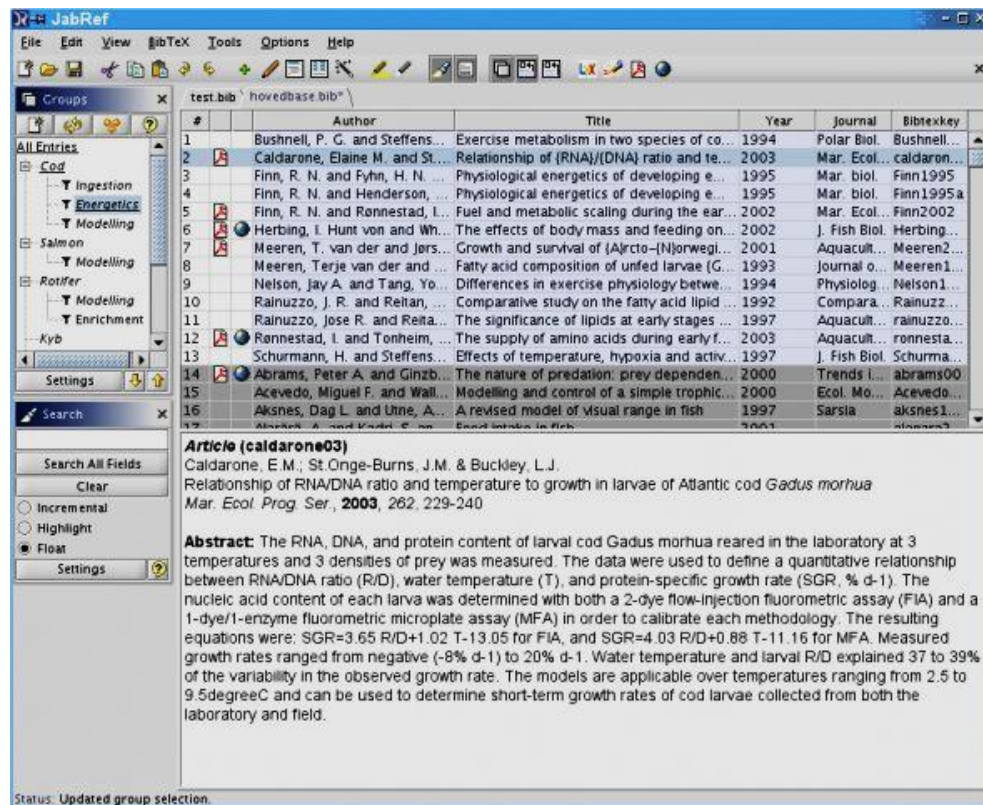 JabRef
File Edit View BibTeX Tools Options Help
Groups
test.bib hovedbase.bib*
# Author Title Year Journal Bibtexkey
All Entries
Cod
Ingestion
Energetics
Modelling
Salmon
Modelling
Rotifer
Modelling
Enrichment
Kyb
Settings
1 Bushnell, P. G. and Steffens... Exercise metabolism in two species of co... 1994 Polar Biol. Bushnell...
2 Caldarone, Elaine M. and St... Relationship of {RNA}/{DNA} ratio and te... 2003 Mar. Ecol... caldaron...
3 Finn, R. N. and Fyhn, H. N. ... Physiological energetics of developing e... 1995 Mar. biol. Finn1995
4 Finn, R. N. and Henderson, ... Physiological energetics of developing e... 1995 Mar. biol. Finn1995a
5 Finn, R. N. and Rønnestad, I... Fuel and metabolic scaling during the ear... 2002 Mar. Ecol... Finn2002
6 Herbing, I. Hunt von and Wh... The effects of body mass and feeding on... 2002 J. Fish Biol. Herbing...
7 Meeren, T. van der and Jørs... Growth and survival of {A}rcto-{N}orwegi... 2001 Aquacult... Meeren2...
8 Meeren, Terje van der and ... Fatty acid composition of unfed larvae (G... 1993 Journal o... Meeren1...
9 Nelson, Jay A. and Tang, Yo... Differences in exercise physiology betwe... 1994 Physiolog... Nelson1...
10 Rainuzzo, J. R. and Reitan, ... Comparative study on the fatty acid lipid ... 1992 Compara... Rainuzz...
11 Rainuzzo, Jose R. and Reita... The significance of lipids at early stages ... 1997 Aquacult... rainuzzo...
12 Rønnestad, I. and Tonheim, ... The supply of amino acids during early f... 2003 Aquacult... ronnesta...
13 Schurmann, H. and Steffens... Effects of temperature, hypoxia and activ... 1997 J. Fish Biol. Schurma...
14 Abrams, Peter A. and Ginzb... The nature of predation: prey dependen... 2000 Trends i... abrams00
15 Acevedo, Miguel F. and Wall... Modelling and control of a simple trophic... 2000 Ecol. Mo... Acevedo...
16 Aksnes, Dag L. and Utne, A... A revised model of visual range in fish 1997 Sarsia aksnes1...
17 2001
Search
Search All Fields
Clear
Incremental
Highlight
Float
Settings
Article (caldarone03)
Caldarone, E.M.; St.Onge-Burns, J.M. & Buckley, L.J.
Relationship of RNA/DNA ratio and temperature to growth in larvae of Atlantic cod Gadus morhua
Mar. Ecol. Prog. Ser., 2003, 262, 229-240
Abstract: The RNA, DNA, and protein content of larval cod Gadus morhua reared in the laboratory at 3
temperatures and 3 densities of prey was measured. The data were used to define a quantitative relationship
between RNA/DNA ratio (R/D), water temperature (T), and protein-specific growth rate (SGR, % d-1). The
nucleic acid content of each larva was determined with both a 2-dye flow-injection fluorometric assay (FIA) and a
1-dye/1-enzyme fluorometric microplate assay (MFA) in order to calibrate each methodology. The resulting
equations were: SGR=3.65 R/D+1.02 T-13.05 for FIA, and SGR=4.03 R/D+0.88 T-11.16 for MFA. Measured
growth rates ranged from negative (-8% d-1) to 20% d-1. Water temperature and larval R/D explained 37 to 39%
of the variability in the observed growth rate. The models are applicable over temperatures ranging from 2.5 to
9.5degreeC and can be used to determine short-term growth rates of cod larvae collected from both the
laboratory and field.
Status: Updated group selection.